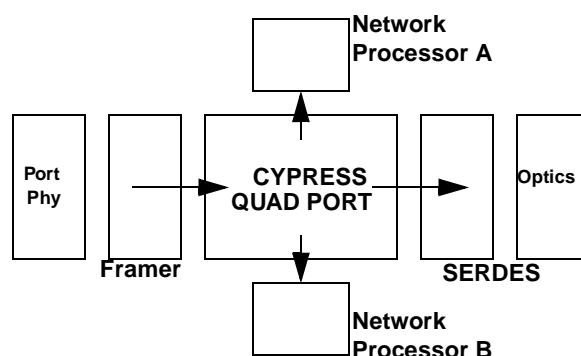 Network
Processor A
Port
Phy
CYPRESS
QUAD PORT
Optics
Framer
SERDES
Network
Processor B